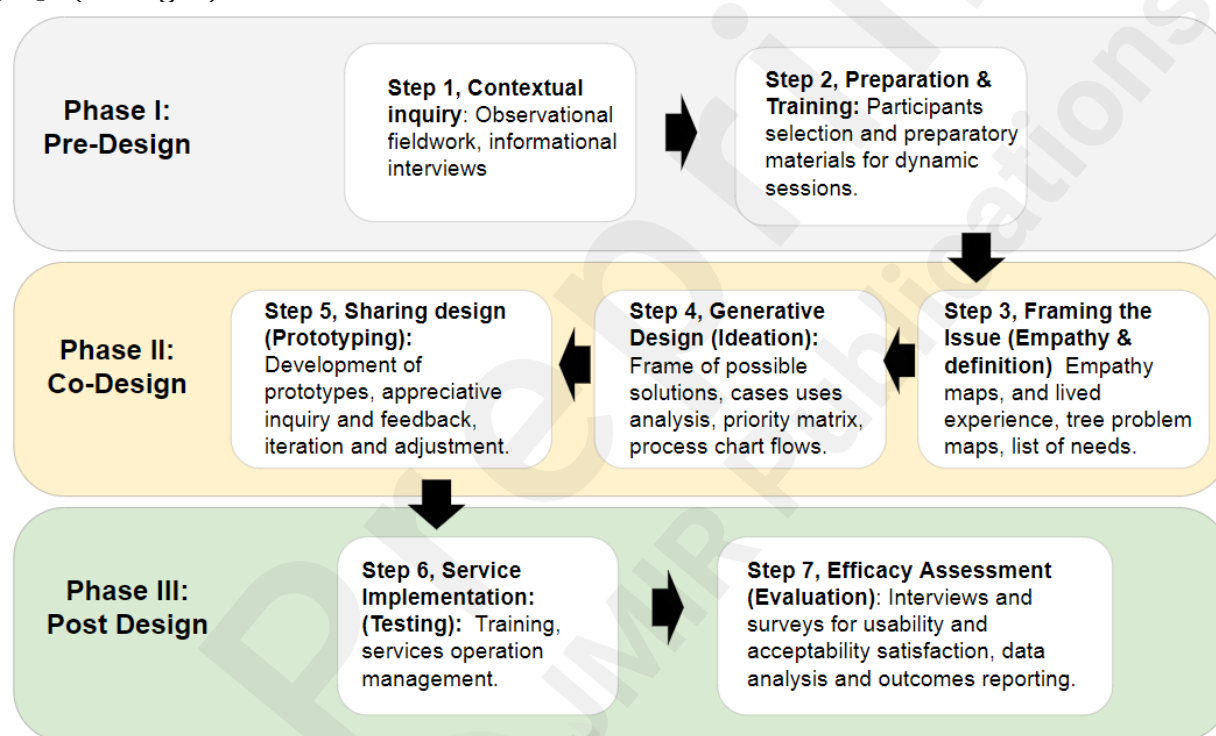 Phase I:
Pre-Design
Step 1, Contextual
inquiry: Observational
fieldwork, informational
interviews
Step 2, Preparation &
Training: Participants
selection and preparatory
materials for dynamic
sessions.
Phase II:
Co-Design
Step 3, Framing the
Issue (Empathy &
definition) Empathy
maps, and lived
experience, tree problem
maps, list of needs.
Step 4, Generative
Design (Ideation):
Frame of possible
solutions, cases uses
analysis, priority matrix,
process chart flows.
Step 5, Sharing design
(Prototyping):
Development of
prototypes, appreciative
inquiry and feedback,
iteration and adjustment.
Phase III:
Post Design
Step 6, Service
Implementation:
(Testing): Training,
services operation
management.
Step 7, Efficacy Assessment
(Evaluation): Interviews and
surveys for usability and
acceptability satisfaction, data
analysis and outcomes reporting.
Preprin
JMIR Publications